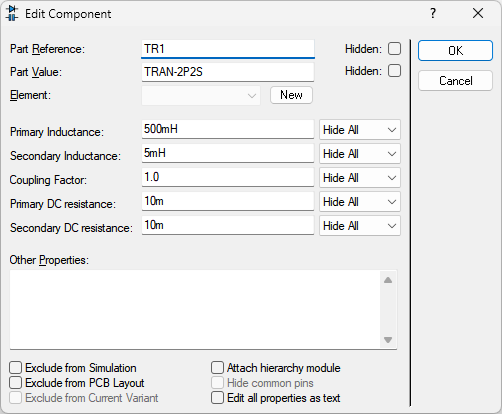 Edit Component ?
Part Reference: TR1 Hidden: OK
Part Value: TRAN-2P2S Hidden: Cancel
Element: New
Primary Inductance: 500mH Hide All
Secondary Inductance: 5mH Hide All
Coupling Factor: 1.0 Hide All
Primary DC resistance: 10m Hide All
Secondary DC resistance: 10m Hide All
Other Properties:
Exclude from Simulation Attach hierarchy module
Exclude from PCB Layout Hide common pins
Exclude from Current Variant Edit all properties as text